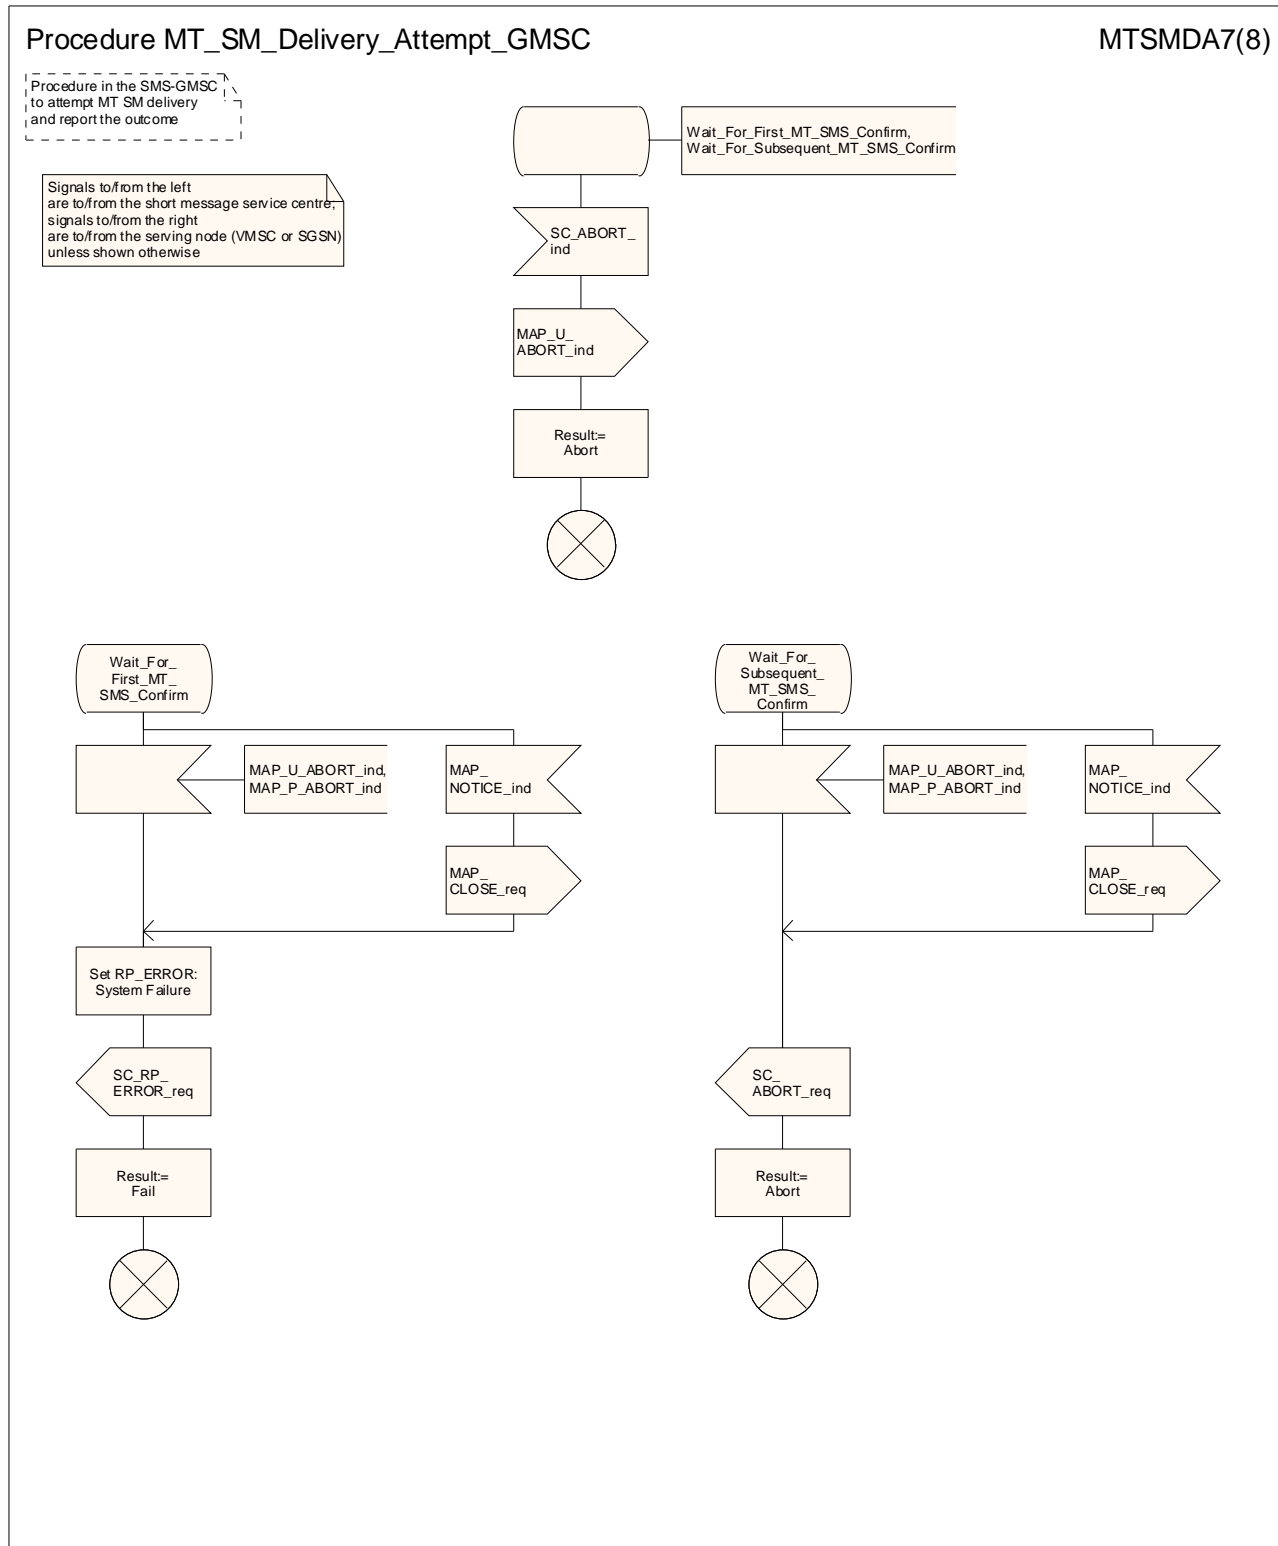 Procedure MT_SM_Delivery_Attempt_GMSC
MTSMDA7(8)
Procedure in the SMS-GMSC
to attempt MT SM delivery
and report the outcome
Signals to/from the left
are to/from the short message service centre;
signals to/from the right
are to/from the serving node (VMSC or SGSN)
unless shown otherwise
Wait_For_First_MT_SMS_Confirm,
Wait_For_Subsequent_MT_SMS_Confirm
SC_ABORT_
ind
MAP_U_
ABORT_ind
Result:=
Abort
Wait_For_
First_MT_
SMS_Confirm
MAP_U_ABORT_ind,
MAP_P_ABORT_ind
MAP_
NOTICE_ind
MAP_
CLOSE_req
Set RP_ERROR:
System Failure
SC_RP_
ERROR_req
Result:=
Fail
Wait_For_
Subsequent_
MT_SMS_
Confirm
MAP_U_ABORT_ind,
MAP_P_ABORT_ind
MAP_
NOTICE_ind
MAP_
CLOSE_req
SC_
ABORT_req
Result:=
Abort